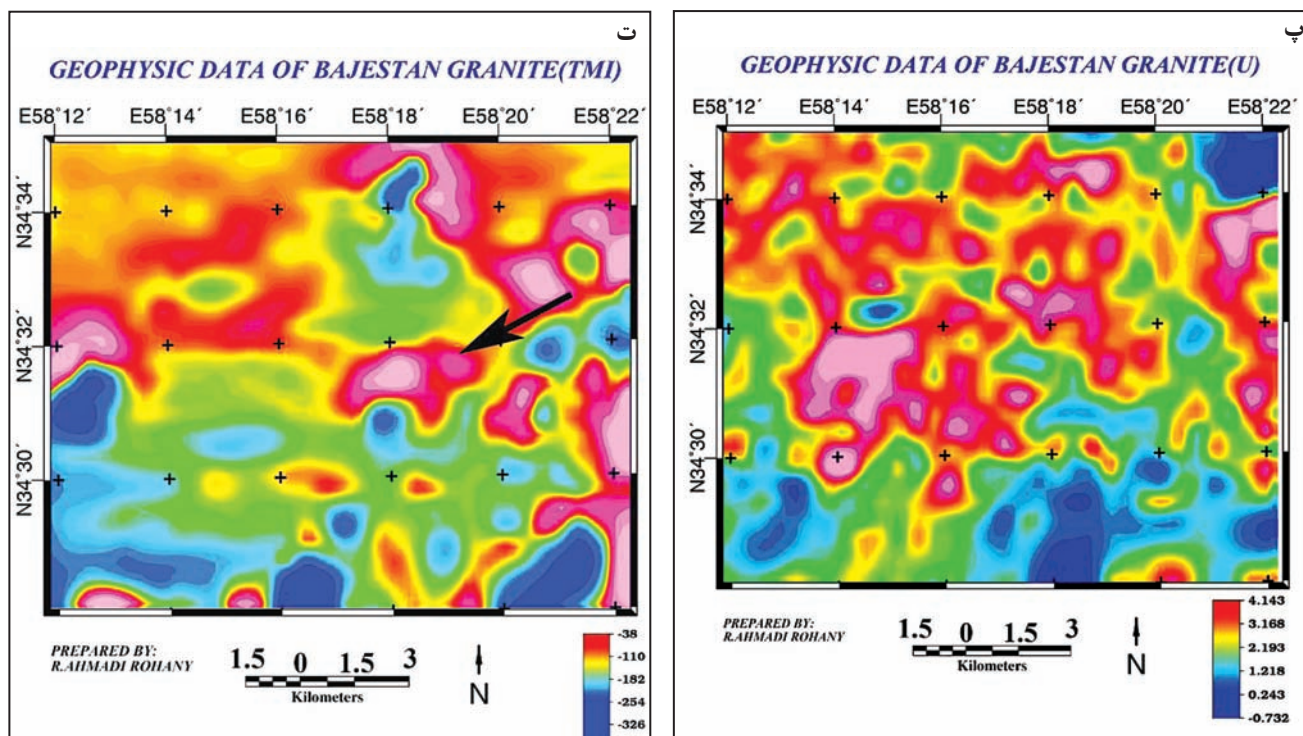 ت
GEOPHYSIC DATA OF BAJESTAN GRANITE(TMI)
E58°12´ E58°14´ E58°16´ E58°18´ E58°20´ E58°22´
N34°34´
N34°32´
N34°30´
PREPARED BY:
R.AHMADI ROHANY
1.5 0 1.5 3
Kilometers
N
-38
-110
-182
-254
-326
پ
GEOPHYSIC DATA OF BAJESTAN GRANITE(U)
E58°12´ E58°14´ E58°16´ E58°18´ E58°20´ E58°22´
N34°34´
N34°32´
N34°30´
PREPARED BY:
R.AHMADI ROHANY
1.5 0 1.5 3
Kilometers
N
4.143
3.168
2.193
1.218
0.243
-0.732